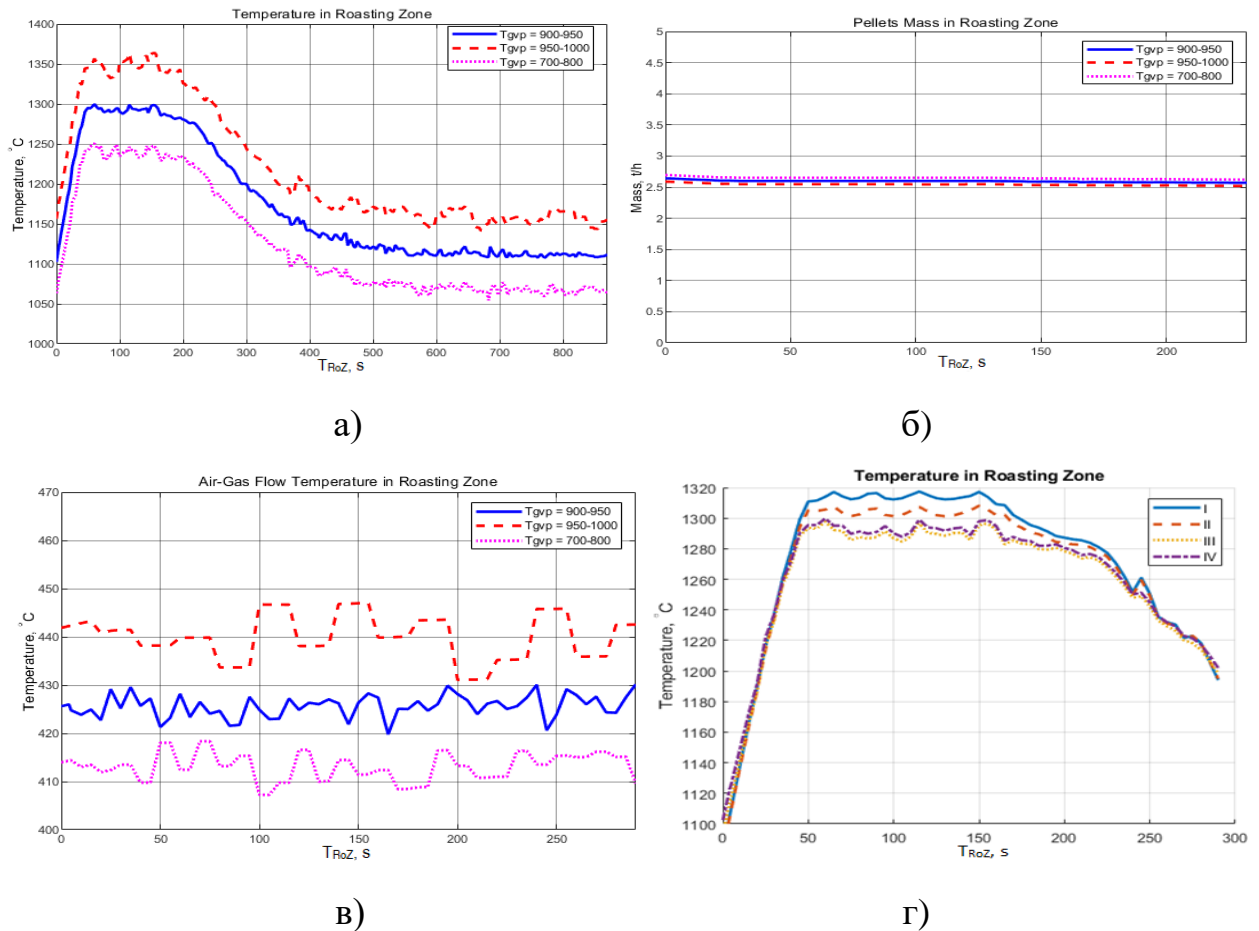 Temperature in Roasting Zone
1400
1350
1300
1250
1200
1150
1100
1050
1000
Temperature, °C
Tgvp = 900-950
Tgvp = 950-1000
Tgvp = 700-800
0 100 200 300 400 500 600 700 800
TRoZ, s
а)
Pellets Mass in Roasting Zone
5
4.5
4
3.5
3
2.5
2
1.5
1
0.5
0
Mass, t/h
Tgvp = 900-950
Tgvp = 950-1000
Tgvp = 700-800
0 50 100 150 200
TRoZ, s
б)
Air-Gas Flow Temperature in Roasting Zone
470
460
450
440
430
420
410
400
Temperature, °C
Tgvp = 900-950
Tgvp = 950-1000
Tgvp = 700-800
0 50 100 150 200 250
TRoZ, s
в)
Temperature in Roasting Zone
1320
1300
1280
1260
1240
1220
1200
1180
1160
1140
1120
1100
Temperature, °C
I
II
III
IV
0 50 100 150 200 250 300
TRoZ, s
г)